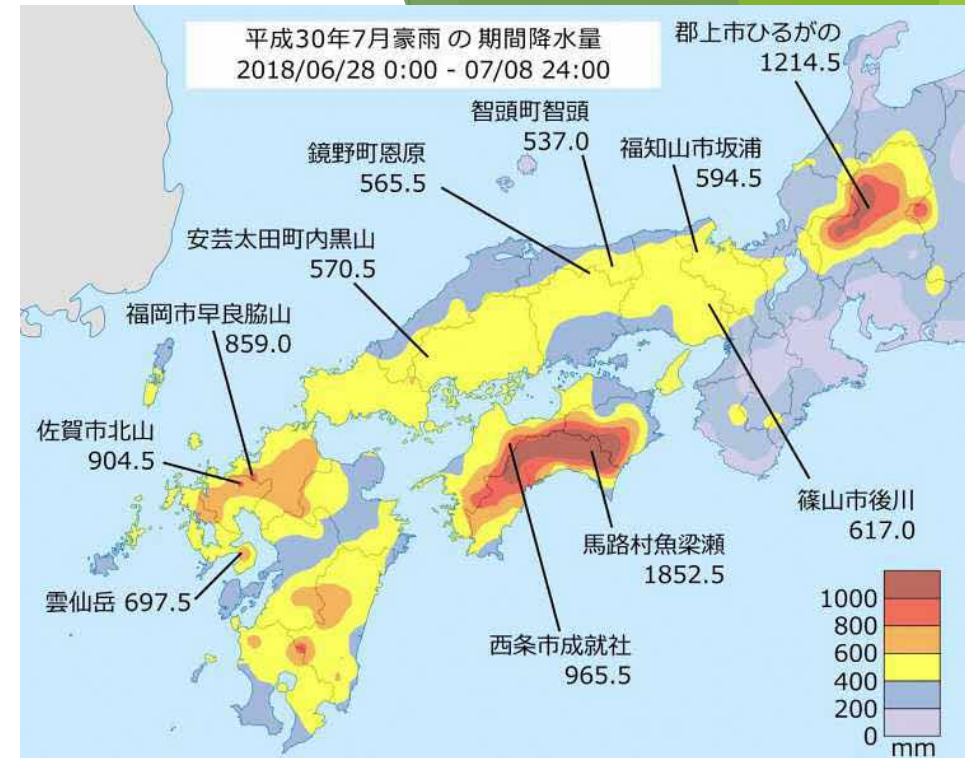 平成30年7月豪雨 の 期間降水量
2018/06/28 0:00 - 07/08 24:00
郡上市ひるがの
1214.5
智頭町智頭
537.0
福知山市坂浦
594.5
鏡野町恩原
565.5
安芸太田町内黒山
570.5
福岡市早良脇山
859.0
佐賀市北山
904.5
雲仙岳 697.5
篠山市後川
617.0
馬路村魚梁瀬
1852.5
西条市成就社
965.5
1000
800
600
400
200
0
mm